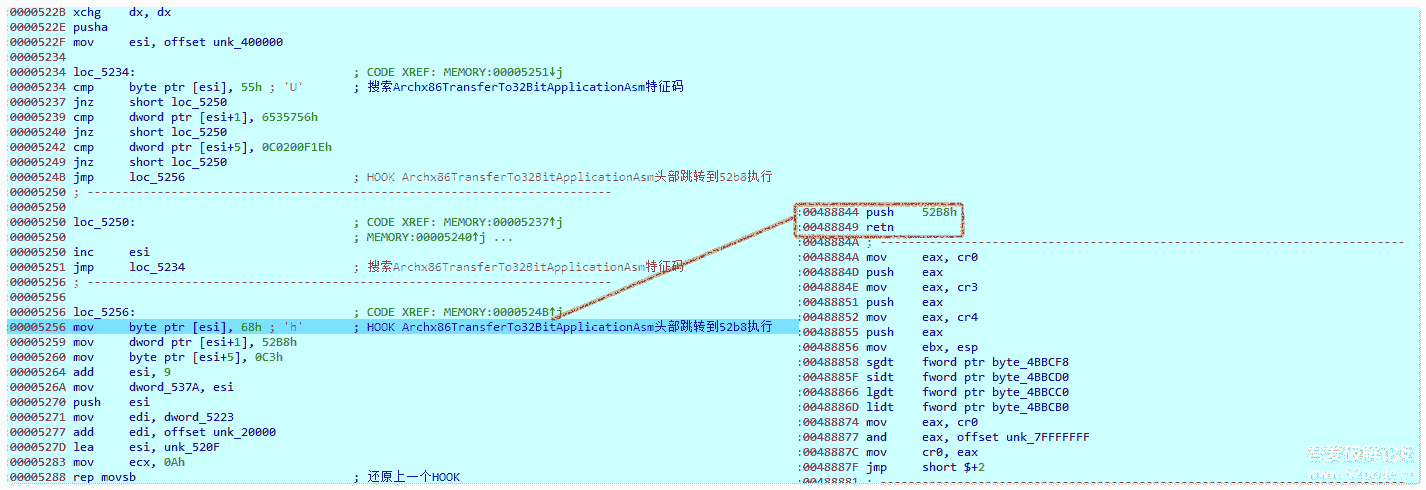 :0000522B xchg dx, dx
:0000522E pusha
:0000522F mov esi, offset unk_400000
:00005234
:00005234 loc_5234: ; CODE XREF: MEMORY:00005251↓j
:00005234 cmp byte ptr [esi], 55h ; 'U' ; 搜索Archx86TransferTo32BitApplicationAsm特征码
:00005237 jnz short loc_5250
:00005239 cmp dword ptr [esi+1], 6535756h
:00005240 jnz short loc_5250
:00005242 cmp dword ptr [esi+5], 0C0200F1Eh
:00005249 jnz short loc_5250
:0000524B jmp loc_5256 ; HOOK Archx86TransferTo32BitApplicationAsm头部跳转到52b8执行
:00005250 ; ---------------------------------------------------------------------------
:00005250
:00005250 loc_5250: ; CODE XREF: MEMORY:00005237↑j
:00005250 ; MEMORY:00005240↑j ...
:00005250 inc esi
:00005251 jmp loc_5234 ; 搜索Archx86TransferTo32BitApplicationAsm特征码
:00005256 ; ---------------------------------------------------------------------------
:00005256
:00005256 loc_5256: ; CODE XREF: MEMORY:0000524B↑j
:00005256 mov byte ptr [esi], 68h ; 'h' ; HOOK Archx86TransferTo32BitApplicationAsm头部跳转到52b8执行
:00005259 mov dword ptr [esi+1], 52B8h
:00005260 mov byte ptr [esi+5], 0C3h
:00005264 add esi, 9
:0000526A mov dword_537A, esi
:00005270 push esi
:00005271 mov edi, dword_5223
:00005277 add edi, offset unk_20000
:0000527D lea esi, unk_520F
:00005283 mov ecx, 0Ah
:00005288 rep movsb ; 还原上一个HOOK
:00488844 push 52B8h
:00488849 retn
:0048884A ; ---------------------------------------------------------------------------
:0048884A mov eax, cr0
:0048884D push eax
:0048884E mov eax, cr3
:00488851 push eax
:00488852 mov eax, cr4
:00488855 push eax
:00488856 mov ebx, esp
:00488858 sgdt fword ptr byte_4BBCF8
:0048885F sidt fword ptr byte_4BBCD0
:00488866 lgdt fword ptr byte_4BBCC0
:0048886D lidt fword ptr byte_4BBCB0
:00488874 mov eax, cr0
:00488877 and eax, offset unk_7FFFFFFF
:0048887C mov cr0, eax
:0048887F jmp short $+2
:00488881 ; ---------------------------------------------------------------------------
吾爱破解论坛
www.52pojie.cn